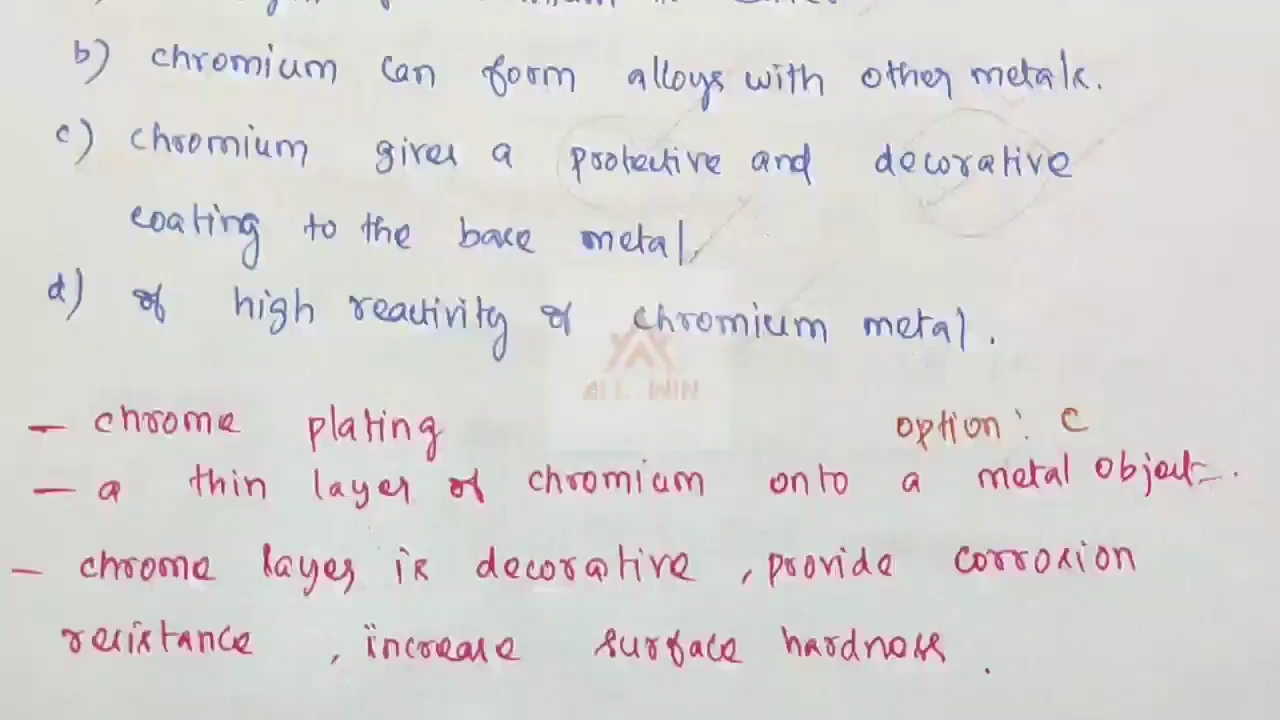 b) chromium can form alloys with other metals.
c) chromium gives a protective and decorative
coating to the base metal.
d) of high reactivity of chromium metal.
ALL WIN
- chrome plating option: C
- a thin layer of chromium onto a metal object.
- chrome layer is decorative, provide corrosion
resistance, increase surface hardness.